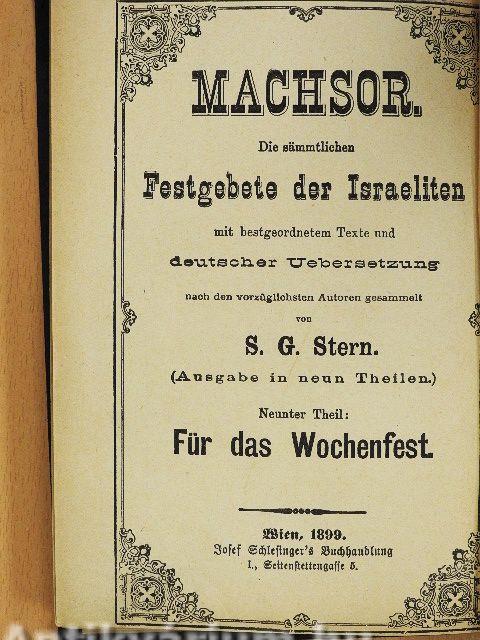 MACHSOR.
Die sämmtlichen
Festgebete der Israeliten
mit bestgeordnetem Texte und
deutscher Uebersetzung
nach den vorzüglichsten Autoren gesammelt
von
S. G. Stern.
(Ausgabe in neun Theilen.)
Neunter Theil:
Für das Wochenfest.
Wien, 1899.
Josef Schlesinger's Buchhandlung
I., Seitenstettengasse 5.